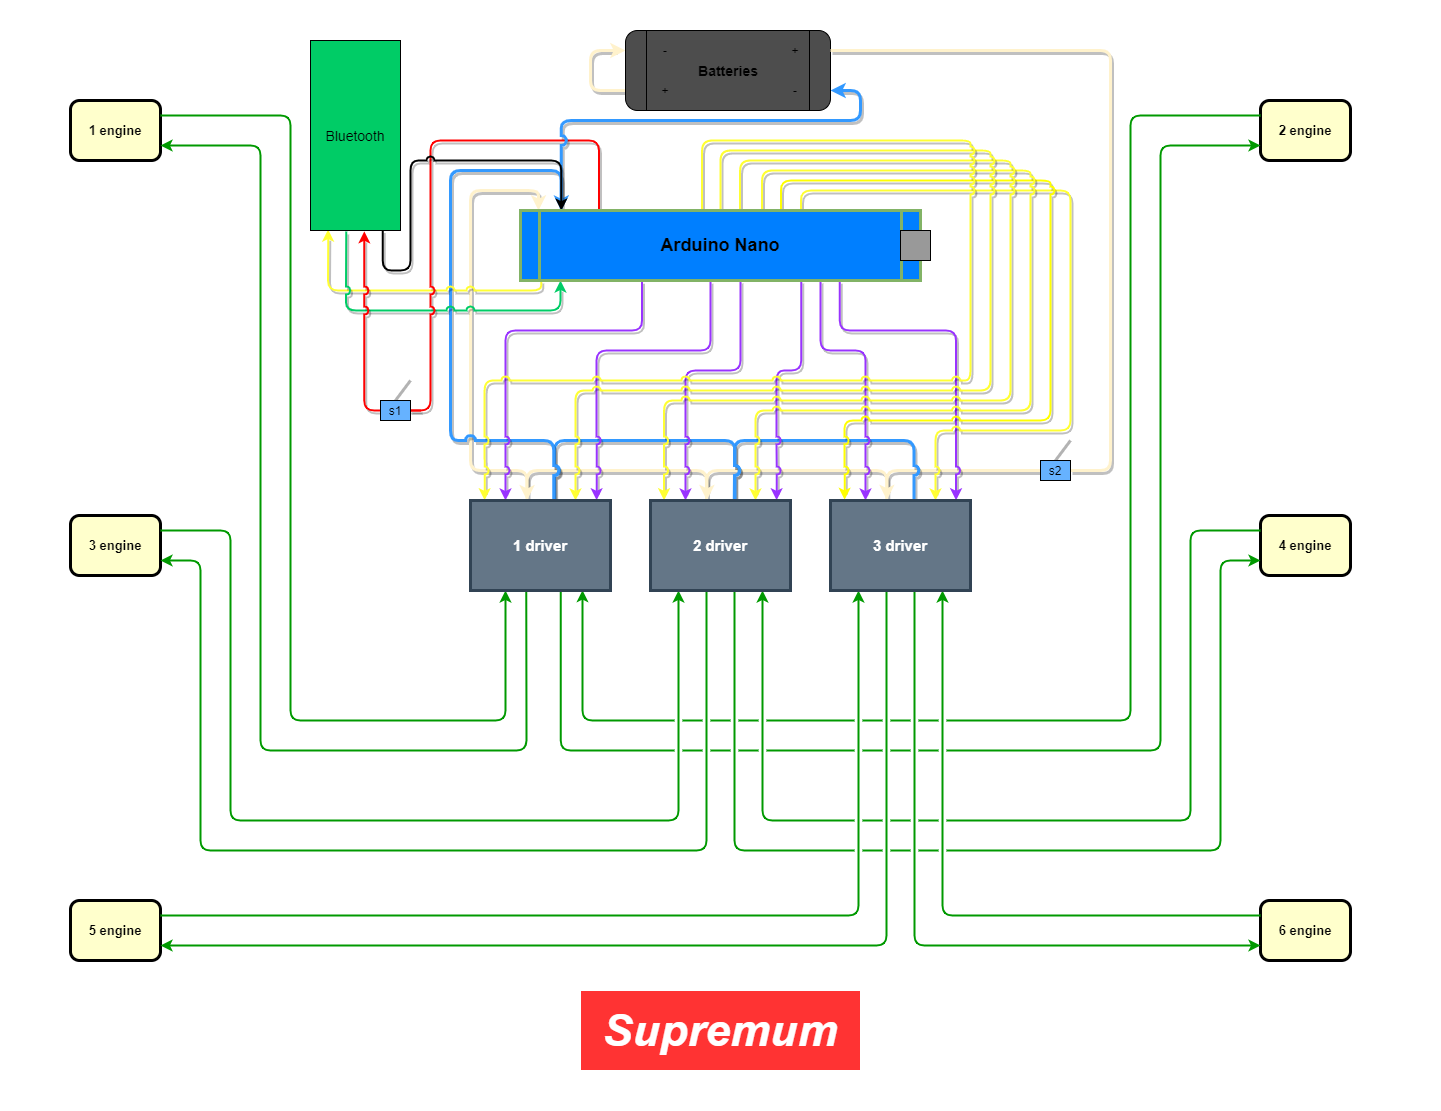 - +
Batteries
+ -
1 engine
Bluetooth
2 engine
Arduino Nano
s1
s2
3 engine
1 driver
2 driver
3 driver
4 engine
5 engine
6 engine
Supremum